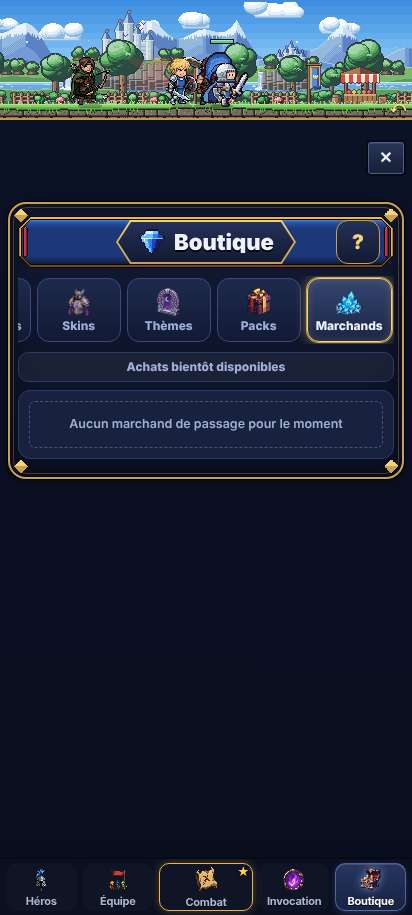 ×
Boutique
?
s
Skins
Thèmes
Packs
Marchands
Achats bientôt disponibles
Aucun marchand de passage pour le moment
Héros
Équipe
Combat
Invocation
Boutique